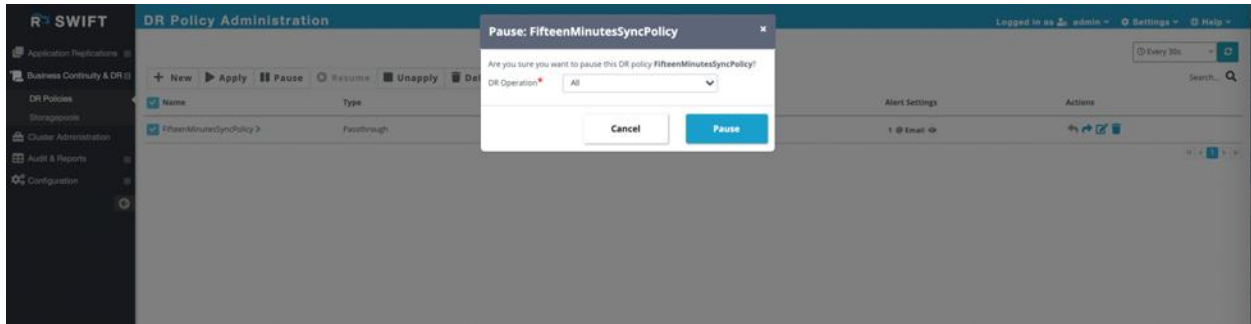 R SWIFT
DR Policy Administration
Logged in as admin
Settings
Help
Application Replications
Business Continuity & DR
DR Policies
Storagepools
Cluster Administration
Audit & Reports
Configuration
Every 30s
New Apply Pause Resume Unapply Del
Search...
Name Type Alert Settings Actions
FifteenMinutesSyncPolicy > Passthrough 1 @ Email
1
Pause: FifteenMinutesSyncPolicy ×
Are you sure you want to pause this DR policy FifteenMinutesSyncPolicy?
DR Operation* All
Cancel Pause